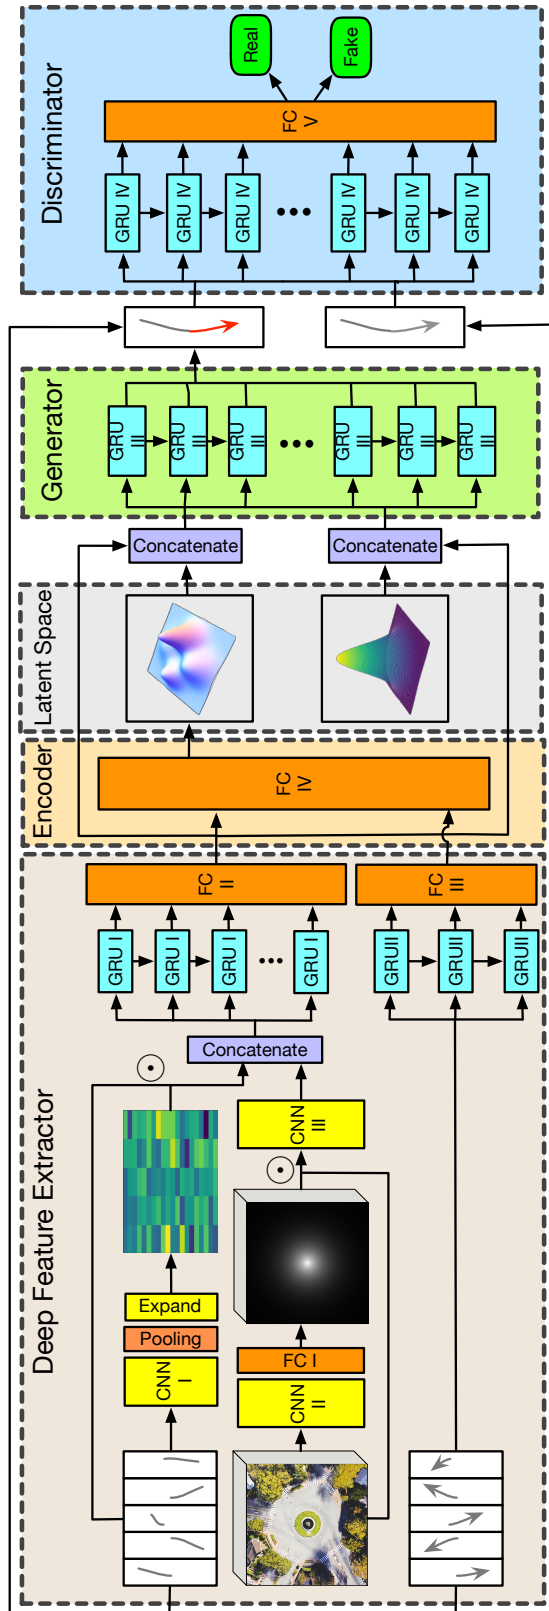 Discriminator
Real
Fake
FC
V
GRU IV
GRU IV
GRU IV
GRU IV
GRU IV
GRU IV
Generator
GRU
III
GRU
III
GRU
III
GRU
III
GRU
III
GRU
III
Concatenate
Concatenate
Latent Space
Encoder
FC
IV
Deep Feature Extractor
FC
II
FC
III
GRU I
GRU I
GRU I
GRU I
GRUII
GRUII
GRUII
Concatenate
CNN
III
Expand
Pooling
CNN
I
FC I
CNN
II